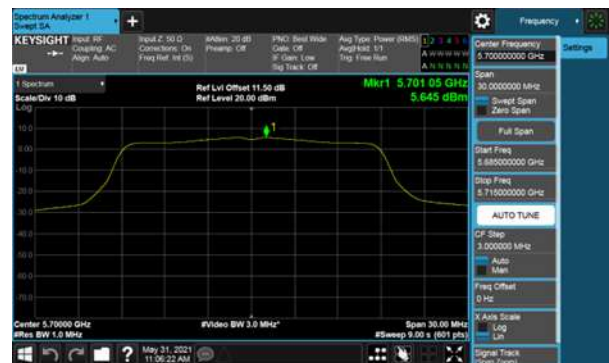 Spectrum Analyzer 1
Swept SA
+
Frequency
KEYSIGHT
Input: RF
Coupling: AC
Align: Auto
Input Z: 50 Ω
Corrections: On
Freq Ref: Int (S)
#Atten: 20 dB
Preamp: Off
PNO: Best Wide
Gate: Off
IF Gain: Low
Sig Track: Off
Avg Type: Power (RMS)
Avg|Hold: 1/1
Trig: Free Run
1 2 3 4 5 6
A W W W W W
A N N N N N
1 Spectrum
Scale/Div 10 dB
Log
Ref Lvl Offset 11.50 dB
Ref Level 20.00 dBm
Mkr1 5.701 05 GHz
5.645 dBm
1
10.0
0.00
-10.0
-20.0
-30.0
-40.0
-50.0
-60.0
-70.0
Center 5.70000 GHz
#Res BW 1.0 MHz
#Video BW 3.0 MHz*
Span 30.00 MHz
#Sweep 9.00 s (601 pts)
May 31, 2021
11:06:22 AM
Center Frequency
5.700000000 GHz
Settings
Span
30.0000000 MHz
Swept Span
Zero Span
Full Span
Start Freq
5.685000000 GHz
Stop Freq
5.715000000 GHz
AUTO TUNE
CF Step
3.000000 MHz
Auto
Man
Freq Offset
0 Hz
X Axis Scale
Log
Lin
Signal Track